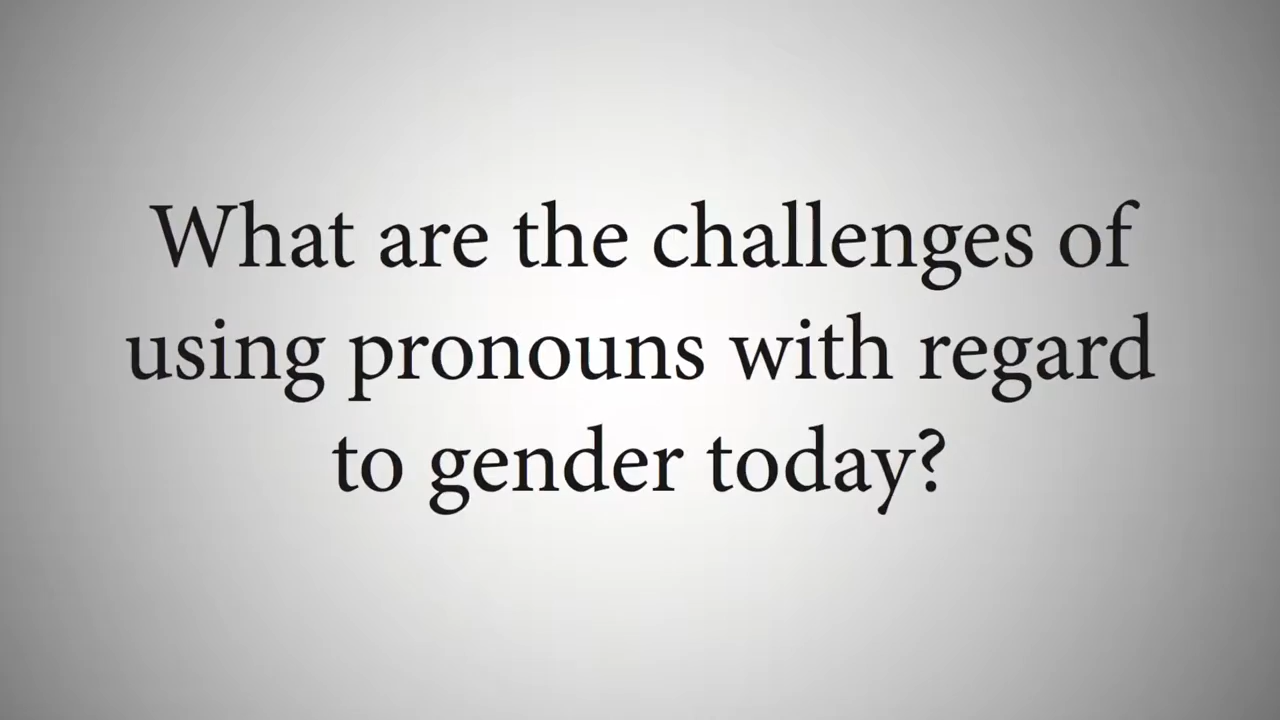 What are the challenges of
using pronouns with regard
to gender today?